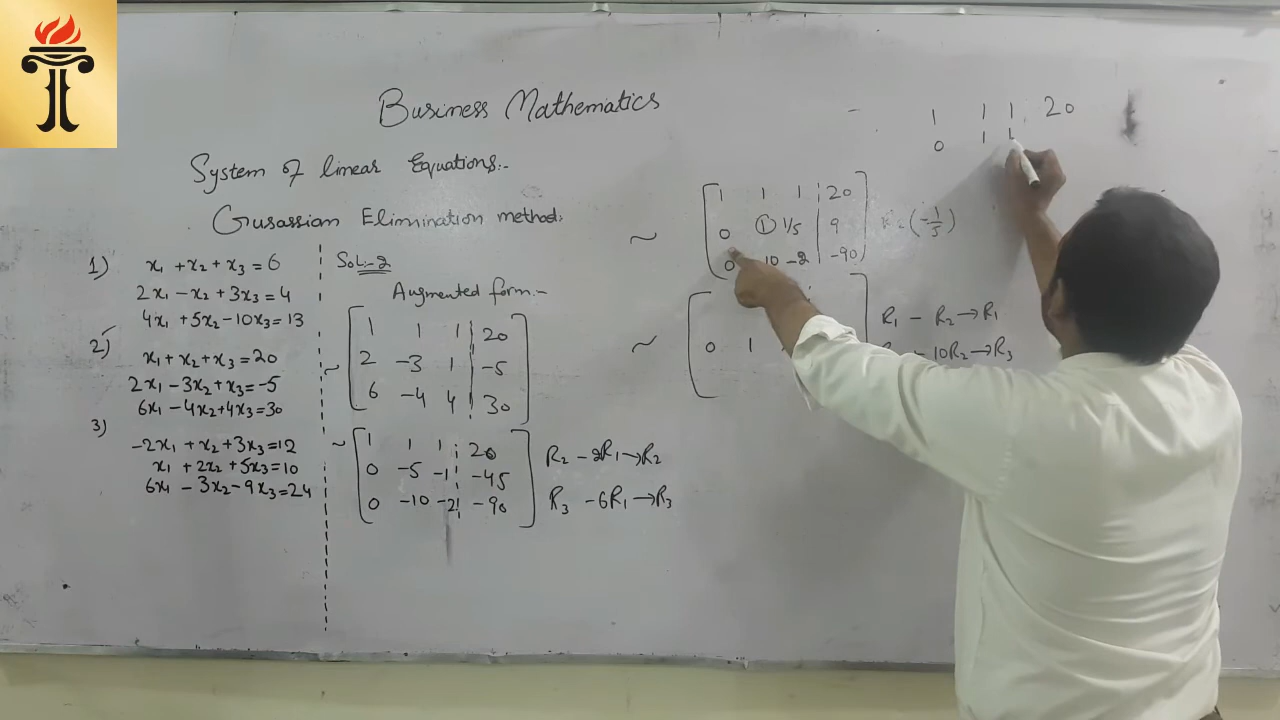 Business Mathematics
System of linear Equations:-
Gusassian Elimination method:
1) x₁ + x₂ + x₃ = 6
2x₁ - x₂ + 3x₃ = 4
4x₁ + 5x₂ - 10x₃ = 13
2) x₁ + x₂ + x₃ = 20
2x₁ - 3x₂ + x₃ = -5
6x₁ - 4x₂ + 4x₃ = 30
3) -2x₁ + x₂ + 3x₃ = 12
x₁ + 2x₂ + 5x₃ = 10
6x₁ - 3x₂ - 9x₃ = 24
Sol:-2
Augmented form:-
1 1 1 20
~ 2 -3 1 -5
6 -4 4 30
~ 1 1 1 20
0 -5 -1 -45 R₂ - 2R₁ → R₂
0 -10 -2 -90 R₃ - 6R₁ → R₃
1 1 1 20
~ 0 1 1/5 9 (-1/5)
0 -10 -2 -90
R₁ - R₂ → R₁
~ 0 1 10R₂ → R₃
1 1 1 20
0 1